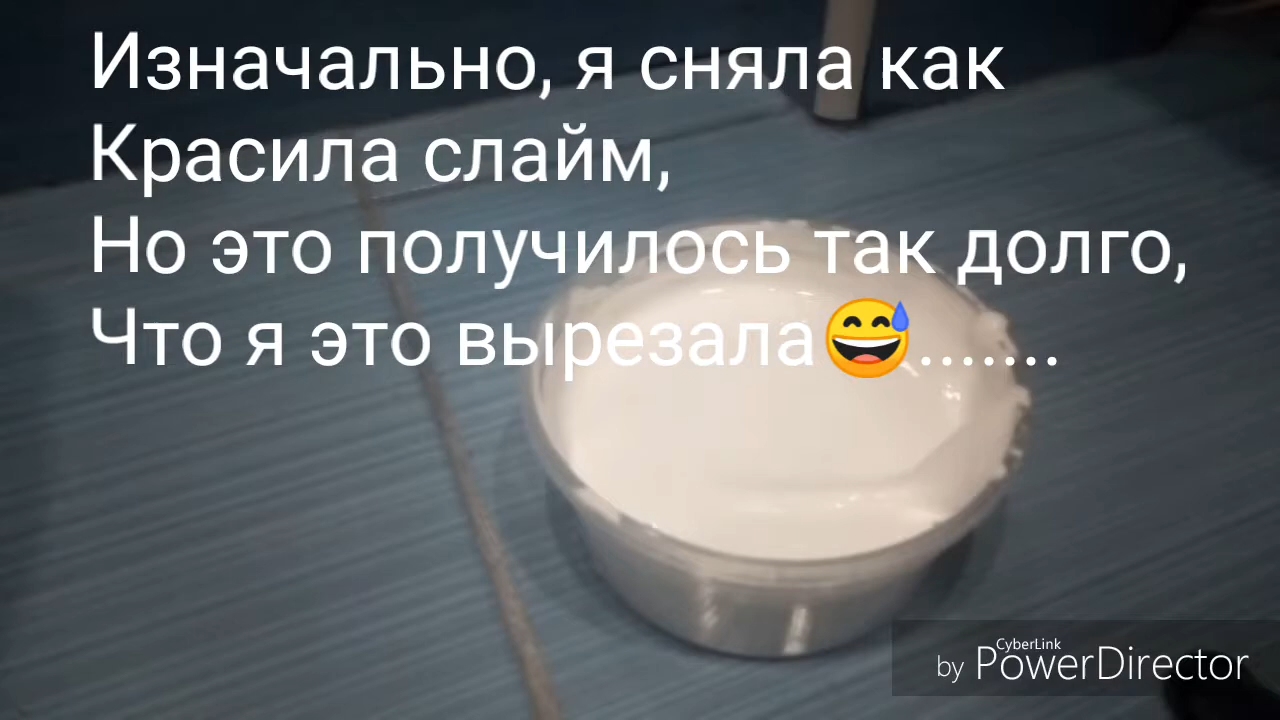 Изначально, я сняла как
Красила слайм,
Но это получилось так долго,
Что я это вырезала😅.......
CyberLink
by PowerDirector